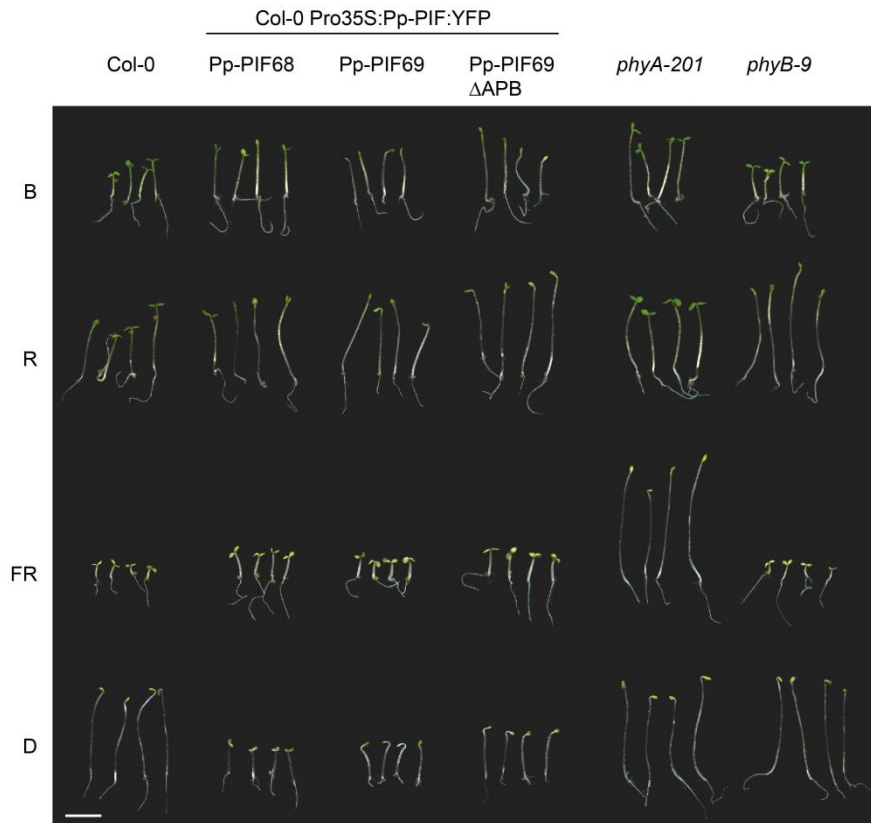 Col-0 Pro35S:Pp-PIF:YFP
Col-0 Pp-PIF68 Pp-PIF69 Pp-PIF69 phyA-201 phyB-9
ΔAPB
B
R
FR
D